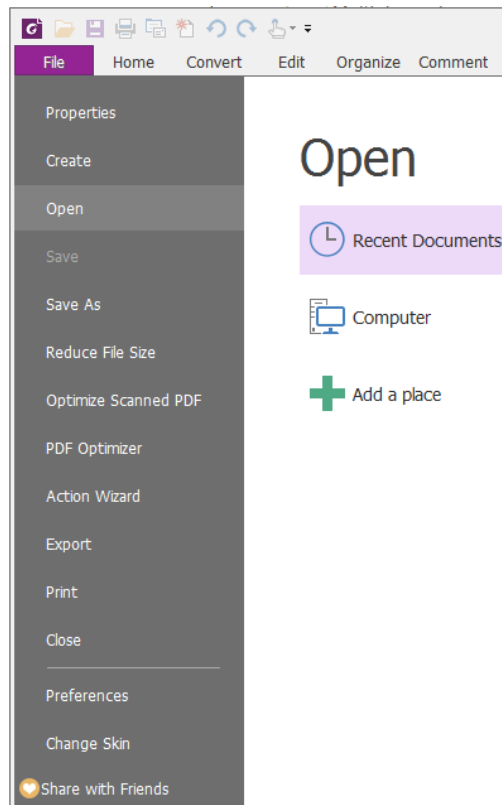 File Home Convert Edit Organize Comment
Properties
Create
Open
Save
Save As
Reduce File Size
Optimize Scanned PDF
PDF Optimizer
Action Wizard
Export
Print
Close
Preferences
Change Skin
Share with Friends
Open
Recent Documents
Computer
Add a place